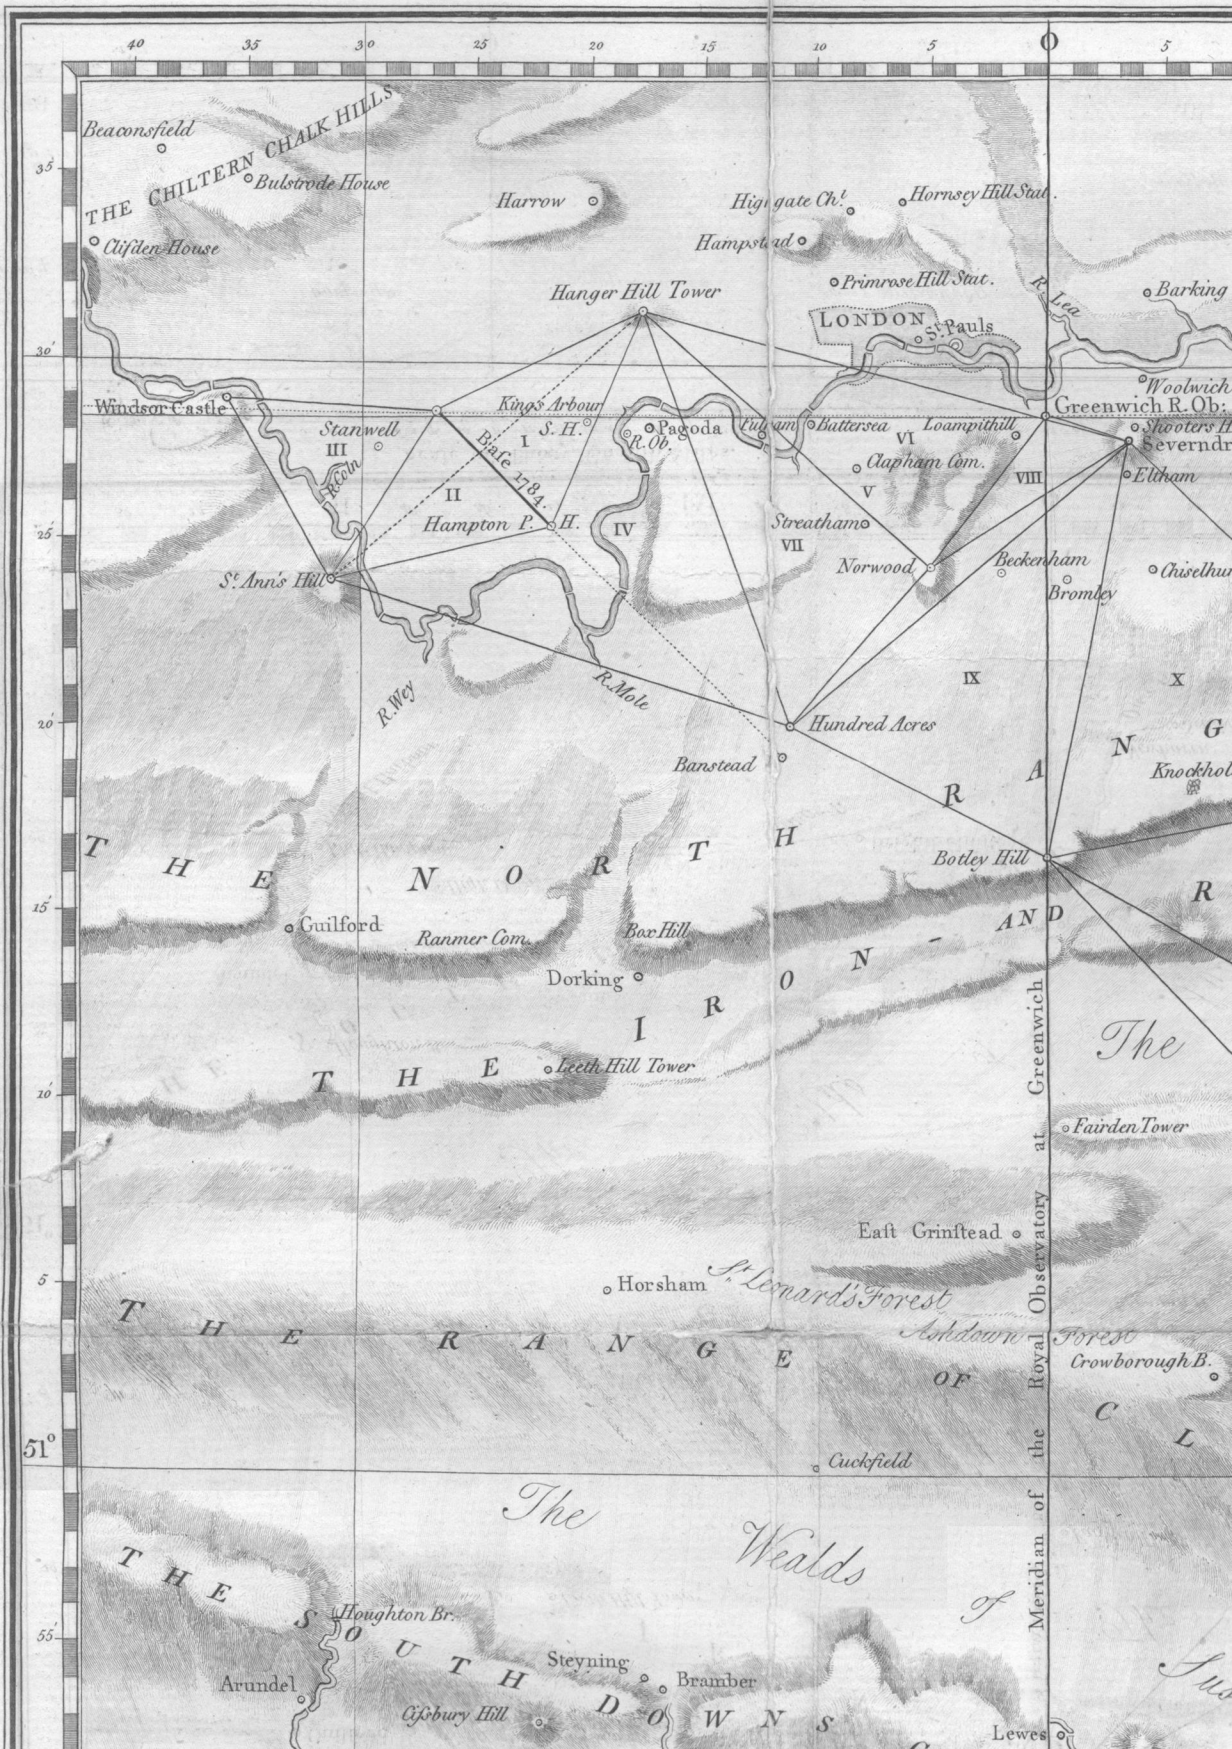 40 35 30 25 20 15 10 5 O 5
Beaconsfield
THE CHILTERN CHALK HILLS
35'
Bulstrode House
Harrow
Highgate Ch.l
Hornsey Hill Stat.
Clifden House
Hampstead
Primrose Hill Stat.
R. Lea
Barking
Hanger Hill Tower
LONDON
St. Pauls
30'
Woolwich
Windsor Castle
King's Arbour
Greenwich R. Ob:
Stanwell
I
S. H.
R. Ob.
Pagoda
Fulham
Battersea
VI
Loampithill
Shooters H
Severndr
III
R. Coln
Base 1784.
Clapham Com.
V
VIII
Eltham
II
Hampton P. H.
IV
Streatham
VII
25'
St. Ann's Hill
Norwood
Beckenham
Bromley
Chiselhur
R. Wey
R. Mole
IX
X
20'
Hundred Acres
Banstead
Knockhol
Botley Hill
THE NORTH RANG
15'
Guilford
Ranmer Com.
Box Hill
Dorking
THE IRON - AND R
Leeth Hill Tower
10'
The
Fairden Tower
East Grinstead
5'
Horsham
St. Leonard's Forest
Ashdown Forest
Crowborough B.
THE RANGE OF CL
51°
Cuckfield
Meridian of the Royal Observatory at Greenwich
The Wealds of Sus
THE SOUTH DOWNS
Houghton Br.
55'
Steyning
Bramber
Arundel
Cissbury Hill
Lewes